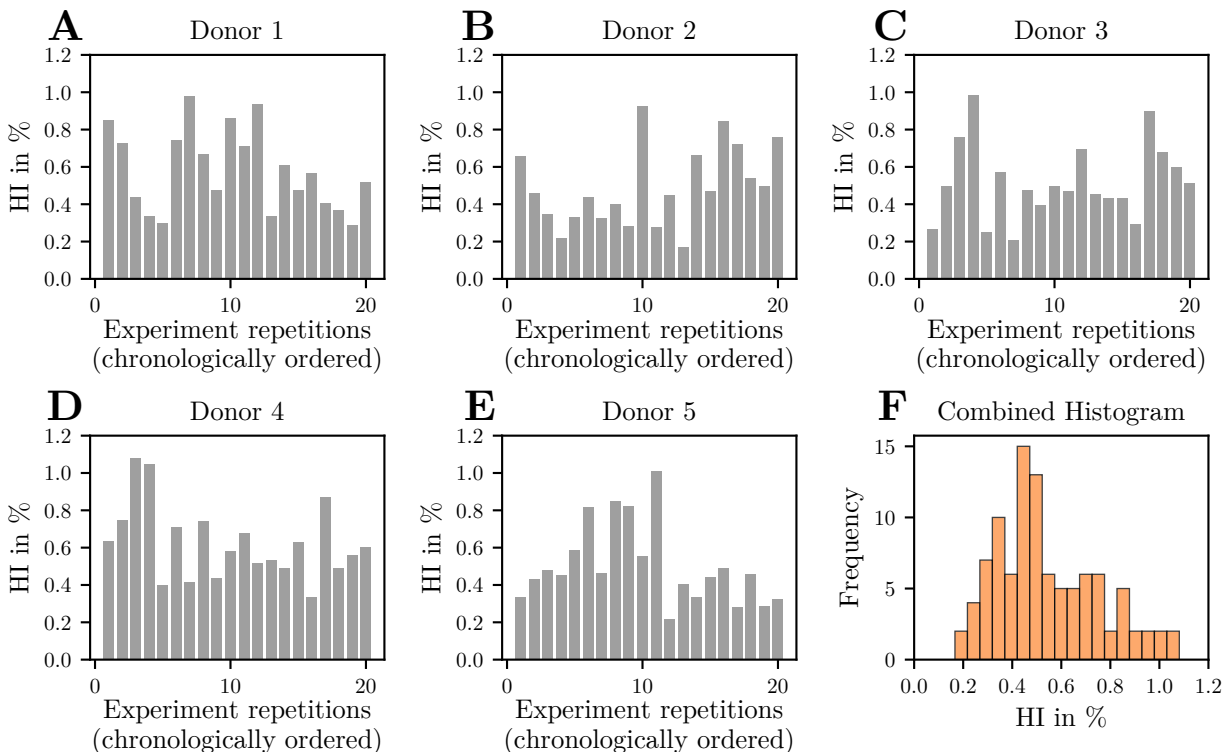 A
Donor 1
1.2
1.0
0.8
0.6
0.4
0.2
0.0
HI in %
0
10
20
Experiment repetitions
(chronologically ordered)
B
Donor 2
1.2
1.0
0.8
0.6
0.4
0.2
0.0
HI in %
0
10
20
Experiment repetitions
(chronologically ordered)
C
Donor 3
1.2
1.0
0.8
0.6
0.4
0.2
0.0
HI in %
0
10
20
Experiment repetitions
(chronologically ordered)
D
Donor 4
1.2
1.0
0.8
0.6
0.4
0.2
0.0
HI in %
0
10
20
Experiment repetitions
(chronologically ordered)
E
Donor 5
1.2
1.0
0.8
0.6
0.4
0.2
0.0
HI in %
0
10
20
Experiment repetitions
(chronologically ordered)
F
Combined Histogram
15
10
5
0
Frequency
0.0 0.2 0.4 0.6 0.8 1.0 1.2
HI in %